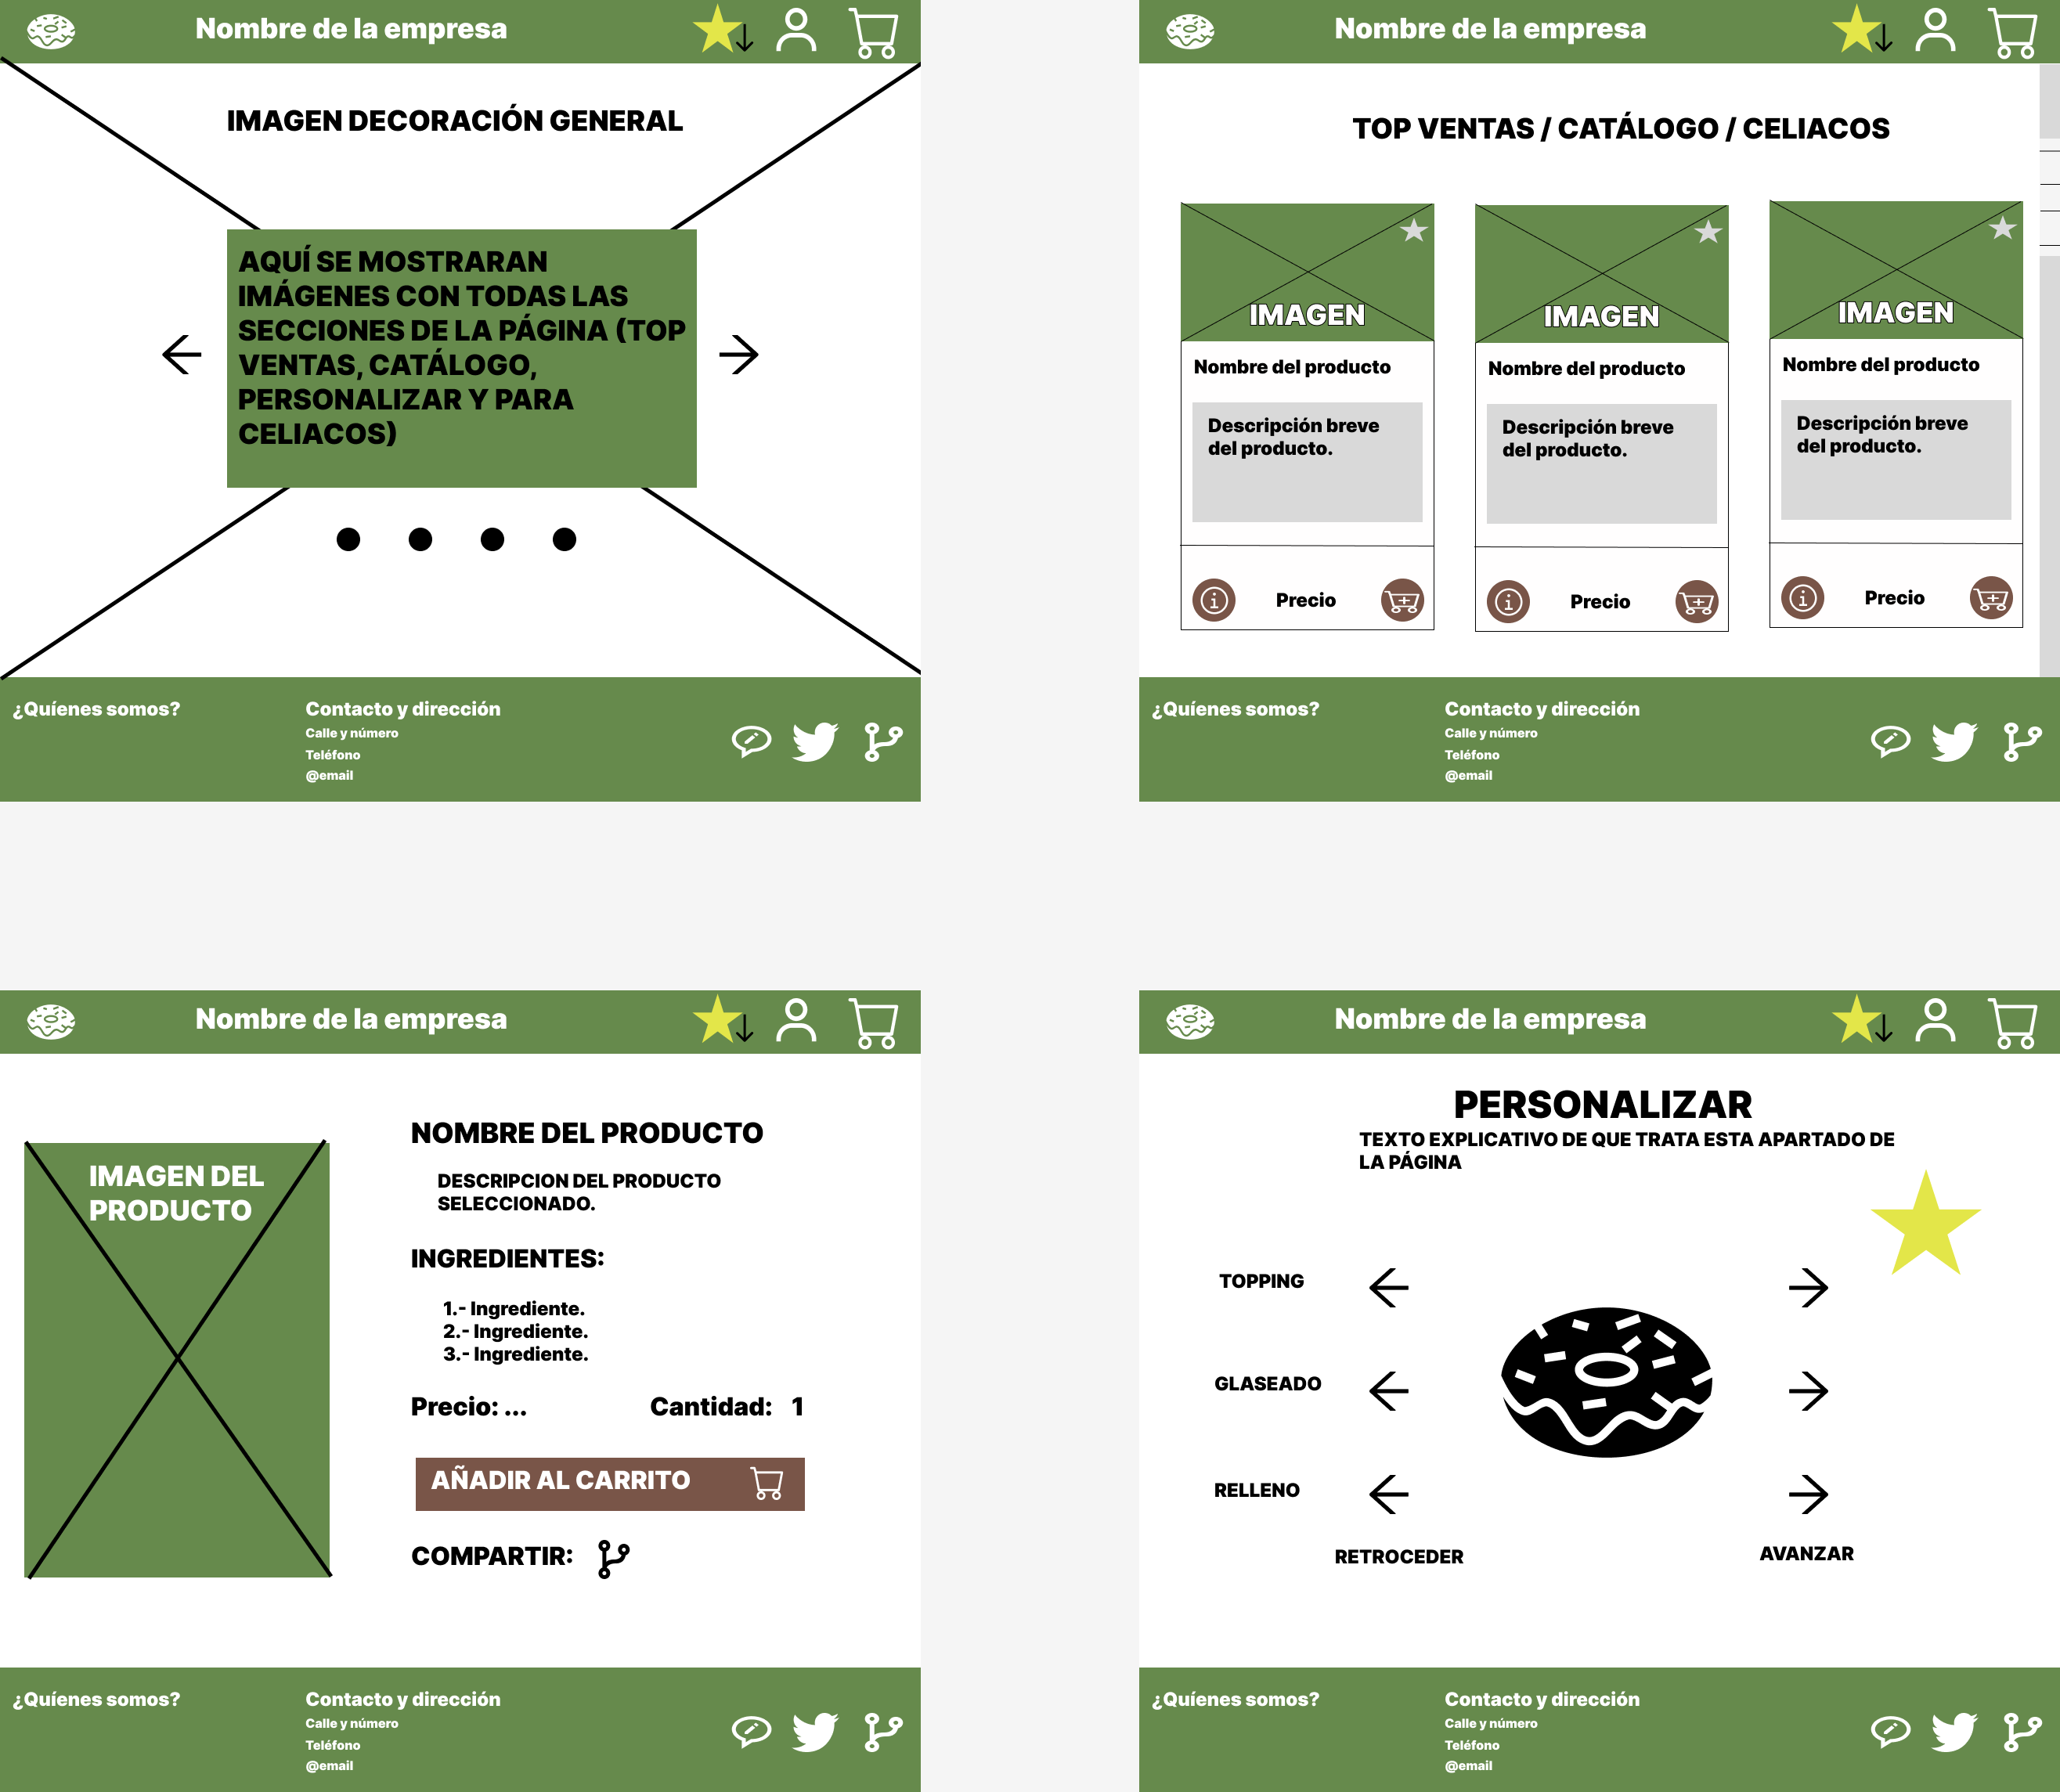 Nombre de la empresa
IMAGEN DECORACIÓN GENERAL
AQUÍ SE MOSTRARAN
IMÁGENES CON TODAS LAS
SECCIONES DE LA PÁGINA (TOP
VENTAS, CATÁLOGO,
PERSONALIZAR Y PARA
CELIACOS)
¿Quíenes somos?
Contacto y dirección
Calle y número
Teléfono
@email
Nombre de la empresa
TOP VENTAS / CATÁLOGO / CELIACOS
IMAGEN
Nombre del producto
Descripción breve
del producto.
Precio
IMAGEN
Nombre del producto
Descripción breve
del producto.
Precio
IMAGEN
Nombre del producto
Descripción breve
del producto.
Precio
¿Quíenes somos?
Contacto y dirección
Calle y número
Teléfono
@email
Nombre de la empresa
IMAGEN DEL
PRODUCTO
NOMBRE DEL PRODUCTO
DESCRIPCION DEL PRODUCTO
SELECCIONADO.
INGREDIENTES:
1.- Ingrediente.
2.- Ingrediente.
3.- Ingrediente.
Precio: ...
Cantidad: 1
AÑADIR AL CARRITO
COMPARTIR:
¿Quíenes somos?
Contacto y dirección
Calle y número
Teléfono
@email
Nombre de la empresa
PERSONALIZAR
TEXTO EXPLICATIVO DE QUE TRATA ESTA APARTADO DE
LA PÁGINA
TOPPING
GLASEADO
RELLENO
RETROCEDER
AVANZAR
¿Quíenes somos?
Contacto y dirección
Calle y número
Teléfono
@email